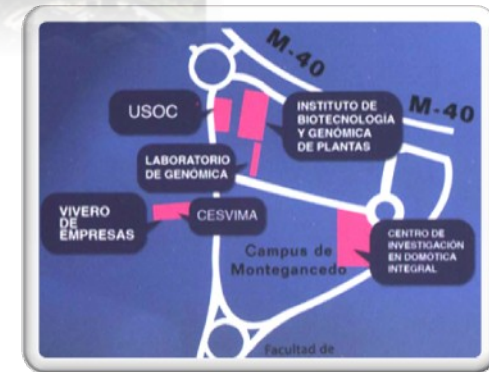 M-40
M-40
USOC
INSTITUTO DE
BIOTECNOLOGÍA
Y GENÓMICA
DE PLANTAS
LABORATORIO
DE GENÓMICA
VIVERO
DE
EMPRESAS
CESVIMA
CENTRO DE
INVESTIGACIÓN
EN DOMÓTICA
INTEGRAL
Campus de
Montegancedo
Facultad de